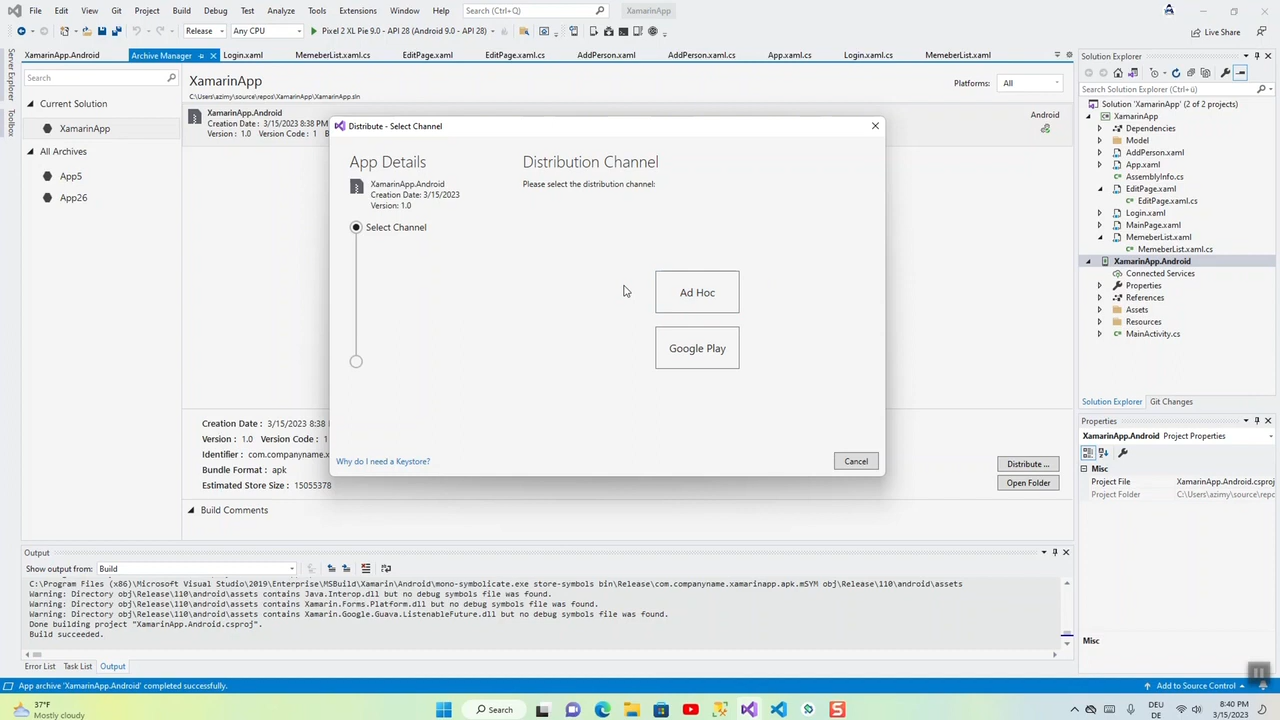 File Edit View Git Project Build Debug Test Analyze Tools Extensions Window Help Search (Ctrl+Q) XamarinApp
Release Any CPU Pixel 2 XL Pie 9.0 - API 28 (Android 9.0 - API 28) Live Share
XamarinApp.Android Archive Manager Login.xaml MemeberList.xaml.cs EditPage.xaml EditPage.xaml.cs AddPerson.xaml AddPerson.xaml.cs App.xaml.cs Login.xaml.cs MemeberList.xaml
Server Explorer
Toolbox
Search
Current Solution
XamarinApp
All Archives
App5
App26
XamarinApp
C:\Users\azimy\source\repos\XamarinApp\XamarinApp.sln
Platforms: All
XamarinApp.Android
Creation Date : 3/15/2023 8:38 PM
Version : 1.0 Version Code : 1
Android
Distribute - Select Channel
App Details
XamarinApp.Android
Creation Date: 3/15/2023
Version: 1.0
Select Channel
Distribution Channel
Please select the distribution channel:
Ad Hoc
Google Play
Why do I need a Keystore?
Cancel
Creation Date : 3/15/2023 8:38
Version : 1.0 Version Code : 1
Identifier : com.companyname.x
Bundle Format : apk
Estimated Store Size : 15055378
Distribute ...
Open Folder
Build Comments
Solution Explorer
Search Solution Explorer (Ctrl+ü)
Solution 'XamarinApp' (2 of 2 projects)
XamarinApp
Dependencies
Model
AddPerson.xaml
App.xaml
AssemblyInfo.cs
EditPage.xaml
EditPage.xaml.cs
Login.xaml
MainPage.xaml
MemeberList.xaml
MemeberList.xaml.cs
XamarinApp.Android
Connected Services
Properties
References
Assets
Resources
MainActivity.cs
Solution Explorer Git Changes
Properties
XamarinApp.Android Project Properties
Misc
Project File XamarinApp.Android.csproj
Project Folder C:\Users\azimy\source\repo
Misc
Output
Show output from: Build
C:\Program Files (x86)\Microsoft Visual Studio\2019\Enterprise\MSBuild\Xamarin\Android\mono-symbolicate.exe store-symbols bin\Release\com.companyname.xamarinapp.apk.mSYM obj\Release\110\android\assets
Warning: Directory obj\Release\110\android\assets contains Java.Interop.dll but no debug symbols file was found.
Warning: Directory obj\Release\110\android\assets contains Xamarin.Forms.Platform.dll but no debug symbols file was found.
Warning: Directory obj\Release\110\android\assets contains Xamarin.Google.Guava.ListenableFuture.dll but no debug symbols file was found.
Done building project "XamarinApp.Android.csproj".
Build succeeded.
Error List Task List Output
App archive 'XamarinApp.Android' completed successfully.
Add to Source Control
37°F
Mostly cloudy
Search
DEU
DE
8:40 PM
3/15/2023